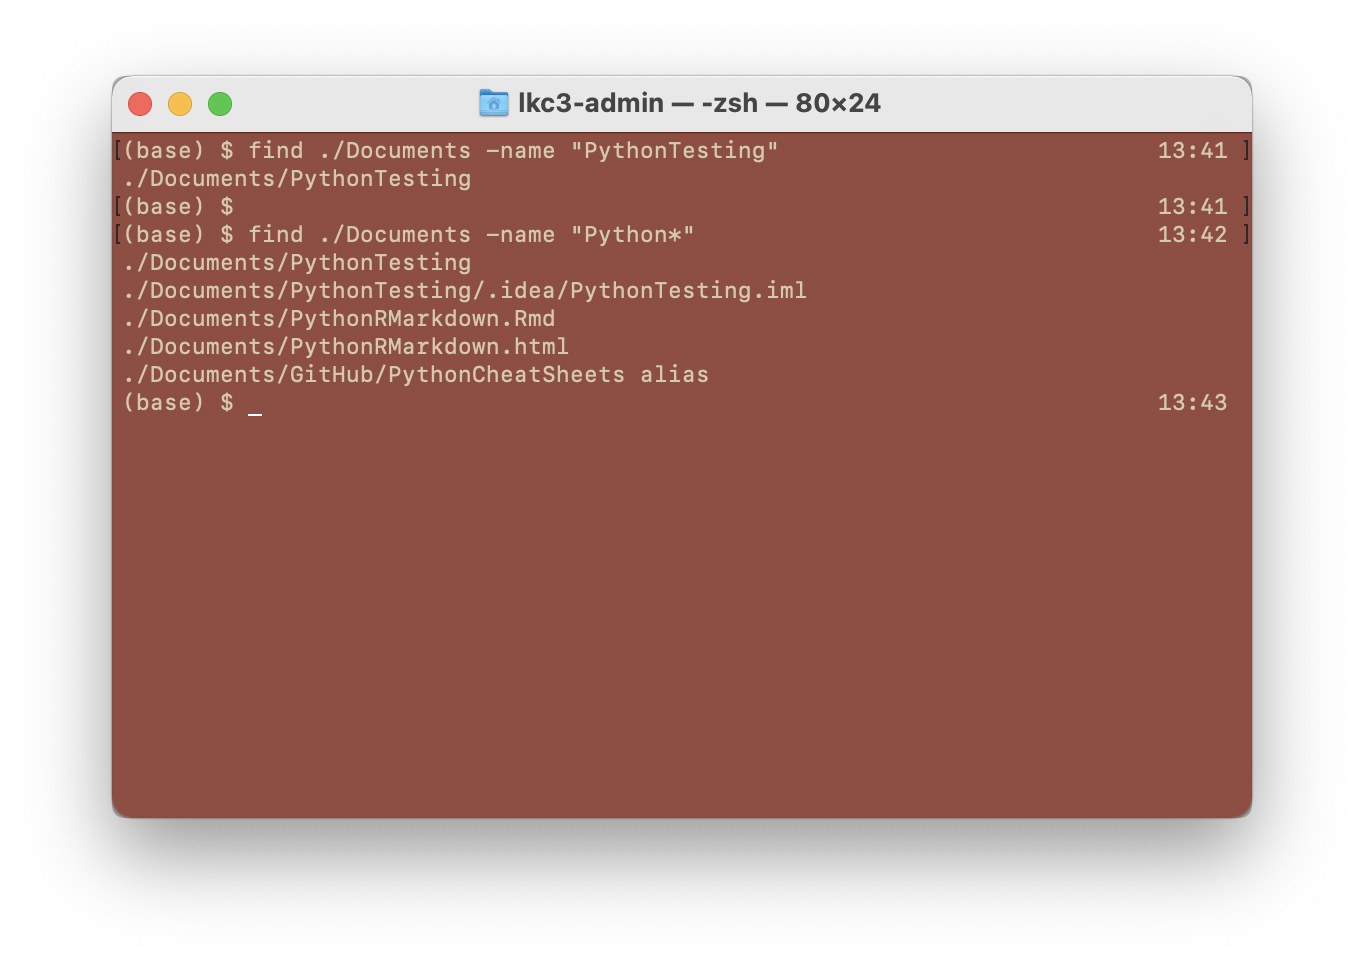 lkc3-admin — -zsh — 80×24
[(base) $ find ./Documents -name "PythonTesting" 13:41 ]
./Documents/PythonTesting
[(base) $ 13:41 ]
[(base) $ find ./Documents -name "Python*" 13:42 ]
./Documents/PythonTesting
./Documents/PythonTesting/.idea/PythonTesting.iml
./Documents/PythonRMarkdown.Rmd
./Documents/PythonRMarkdown.html
./Documents/GitHub/PythonCheatSheets alias
(base) $ _ 13:43